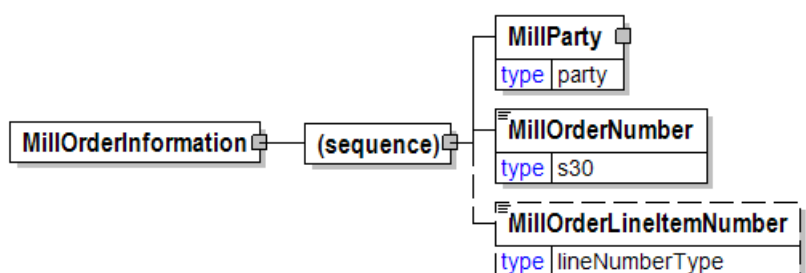 MillParty
type party
MillOrderInformation
(sequence)
MillOrderNumber
type s30
MillOrderLineItemNumber
type lineNumberType